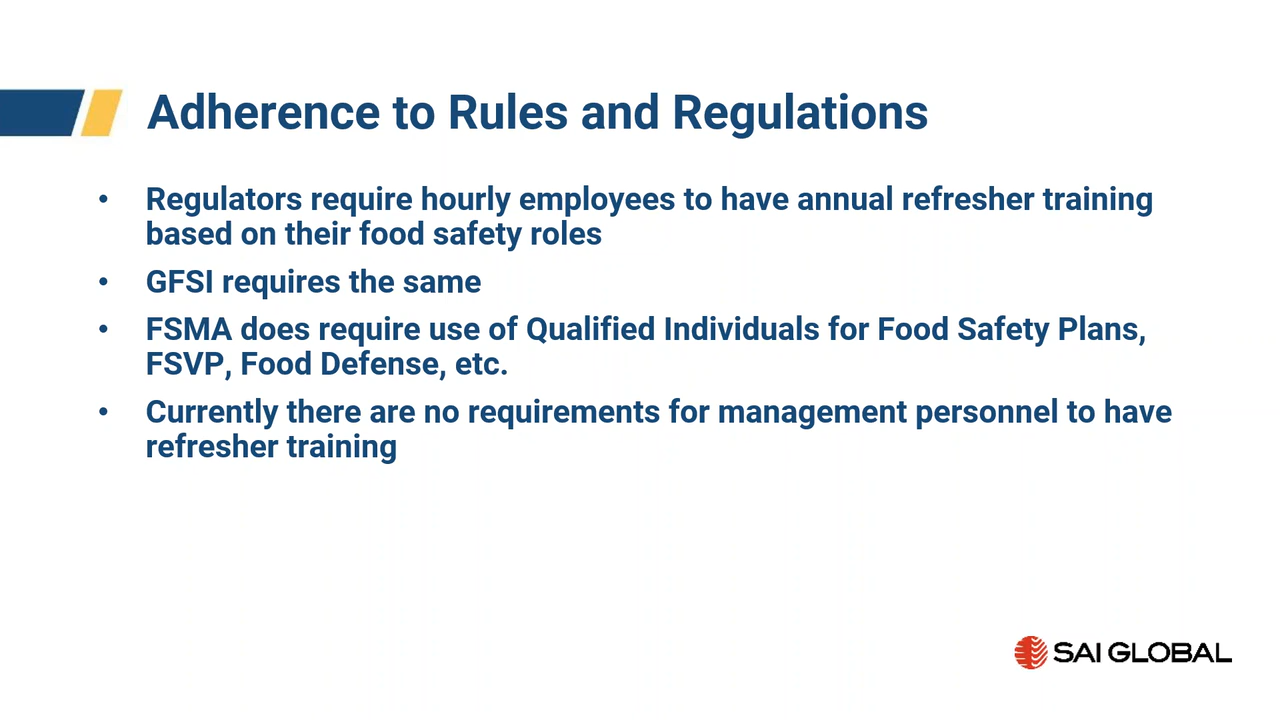 Adherence to Rules and Regulations
• Regulators require hourly employees to have annual refresher training
based on their food safety roles
• GFSI requires the same
• FSMA does require use of Qualified Individuals for Food Safety Plans,
FSVP, Food Defense, etc.
• Currently there are no requirements for management personnel to have
refresher training
SAI GLOBAL